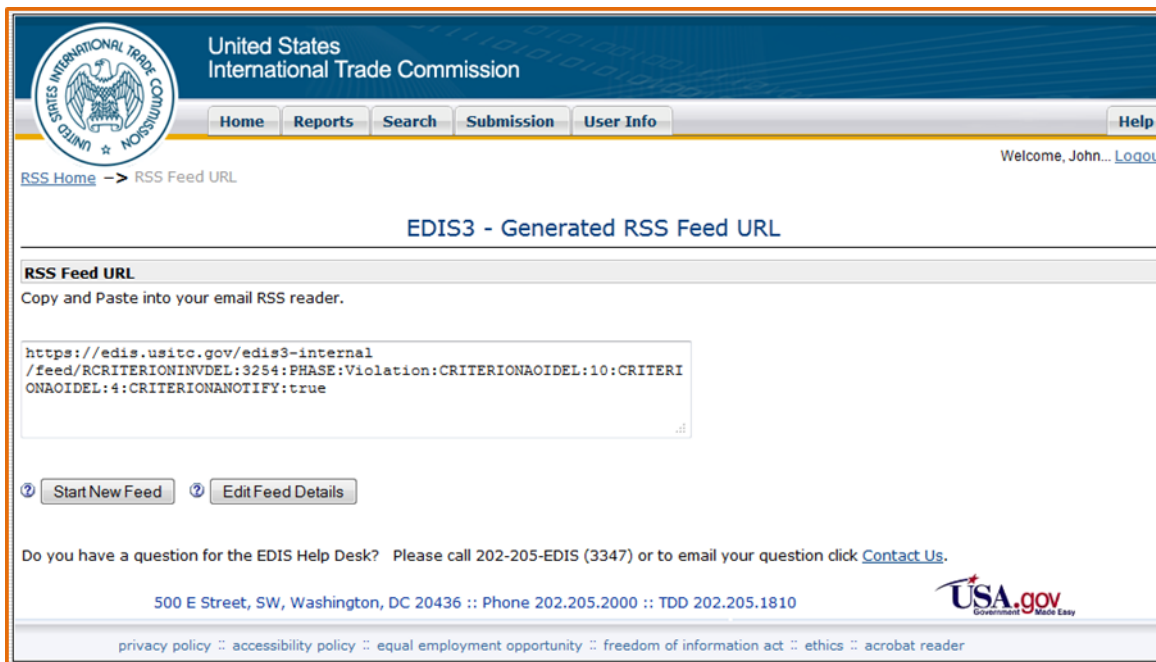 UNITED STATES INTERNATIONAL TRADE COMMISSION
United States
International Trade Commission
Home Reports Search Submission User Info Help
Welcome, John... Logou
RSS Home –> RSS Feed URL
EDIS3 - Generated RSS Feed URL
RSS Feed URL
Copy and Paste into your email RSS reader.
https://edis.usitc.gov/edis3-internal
/feed/RCRITERIONINVDEL:3254:PHASE:Violation:CRITERIONAOIDEL:10:CRITERI
ONAOIDEL:4:CRITERIONANOTIFY:true
? Start New Feed ? Edit Feed Details
Do you have a question for the EDIS Help Desk? Please call 202-205-EDIS (3347) or to email your question click Contact Us.
USA.gov
Government Made Easy
500 E Street, SW, Washington, DC 20436 :: Phone 202.205.2000 :: TDD 202.205.1810
privacy policy :: accessibility policy :: equal employment opportunity :: freedom of information act :: ethics :: acrobat reader